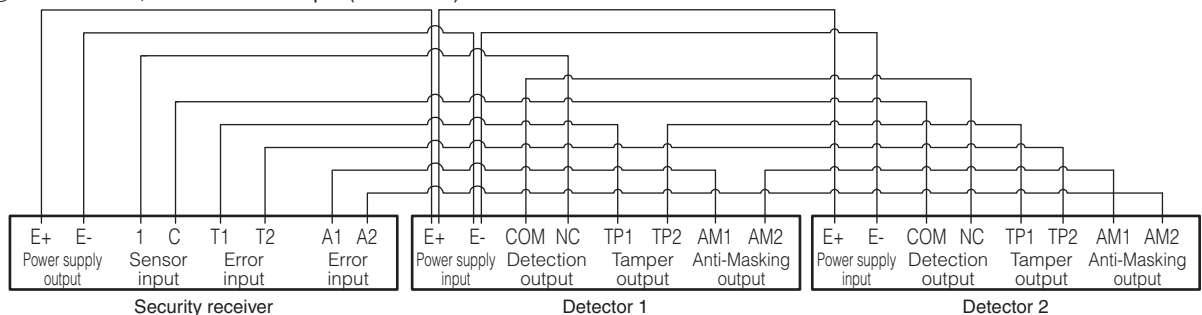 E+ E- 1 C T1 T2 A1 A2
Power supply output Sensor input Error input Error input
Security receiver
E+ E- COM NC TP1 TP2 AM1 AM2
Power supply input Detection output Tamper output Anti-Masking output
Detector 1
E+ E- COM NC TP1 TP2 AM1 AM2
Power supply input Detection output Tamper output Anti-Masking output
Detector 2